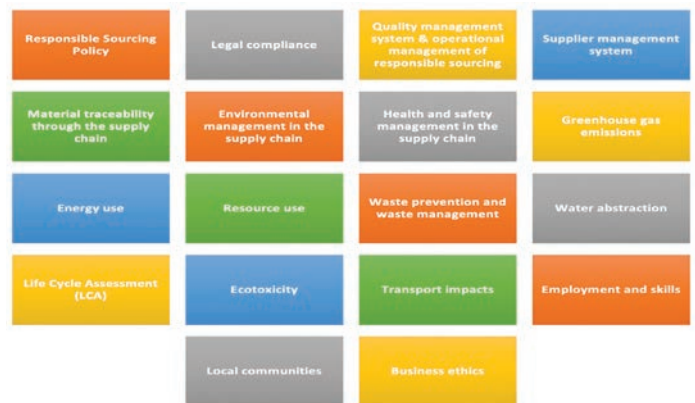 Responsible Sourcing
Policy
Legal compliance
Quality management
system & operational
management of
responsible sourcing
Supplier management
system
Material traceability
through the supply
chain
Environmental
management in the
supply chain
Health and safety
management in the
supply chain
Greenhouse gas
emissions
Energy use
Resource use
Waste prevention and
waste management
Water abstraction
Life Cycle Assessment
(LCA)
Ecotoxicity
Transport impacts
Employment and skills
Local communities
Business ethics